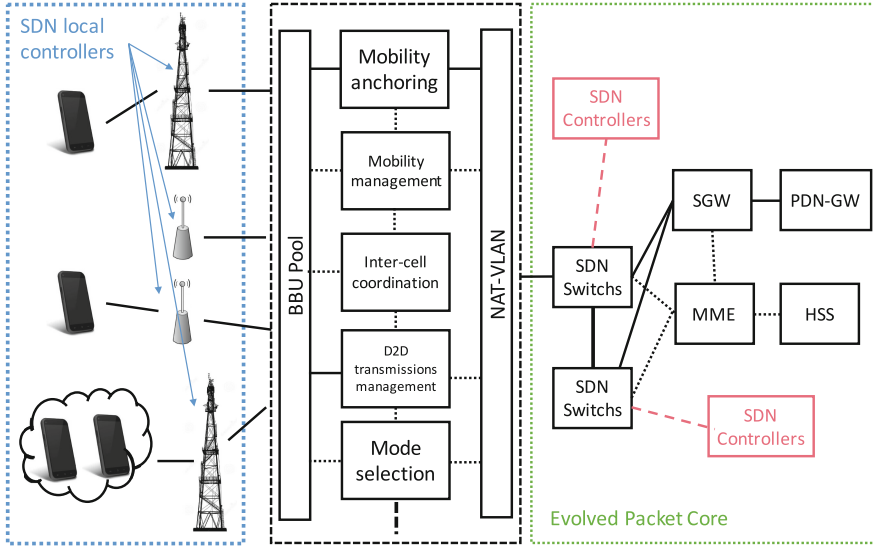 SDN local
controllers
BBU Pool
Mobility
anchoring
Mobility
management
Inter-cell
coordination
D2D
transmissions
management
Mode
selection
NAT-VLAN
SDN
Controllers
SGW
PDN-GW
SDN
Switchs
MME
HSS
SDN
Switchs
SDN
Controllers
Evolved Packet Core